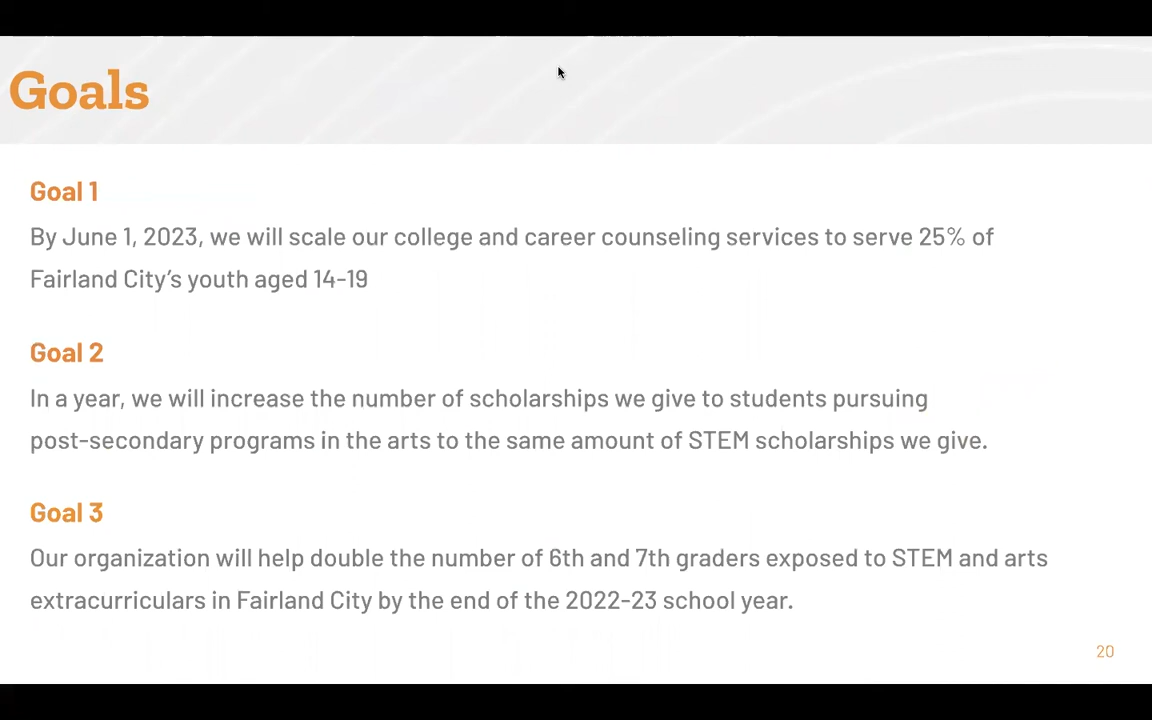 Goals
Goal 1
By June 1, 2023, we will scale our college and career counseling services to serve 25% of
Fairland City’s youth aged 14-19
Goal 2
In a year, we will increase the number of scholarships we give to students pursuing
post-secondary programs in the arts to the same amount of STEM scholarships we give.
Goal 3
Our organization will help double the number of 6th and 7th graders exposed to STEM and arts
extracurriculars in Fairland City by the end of the 2022-23 school year.
20